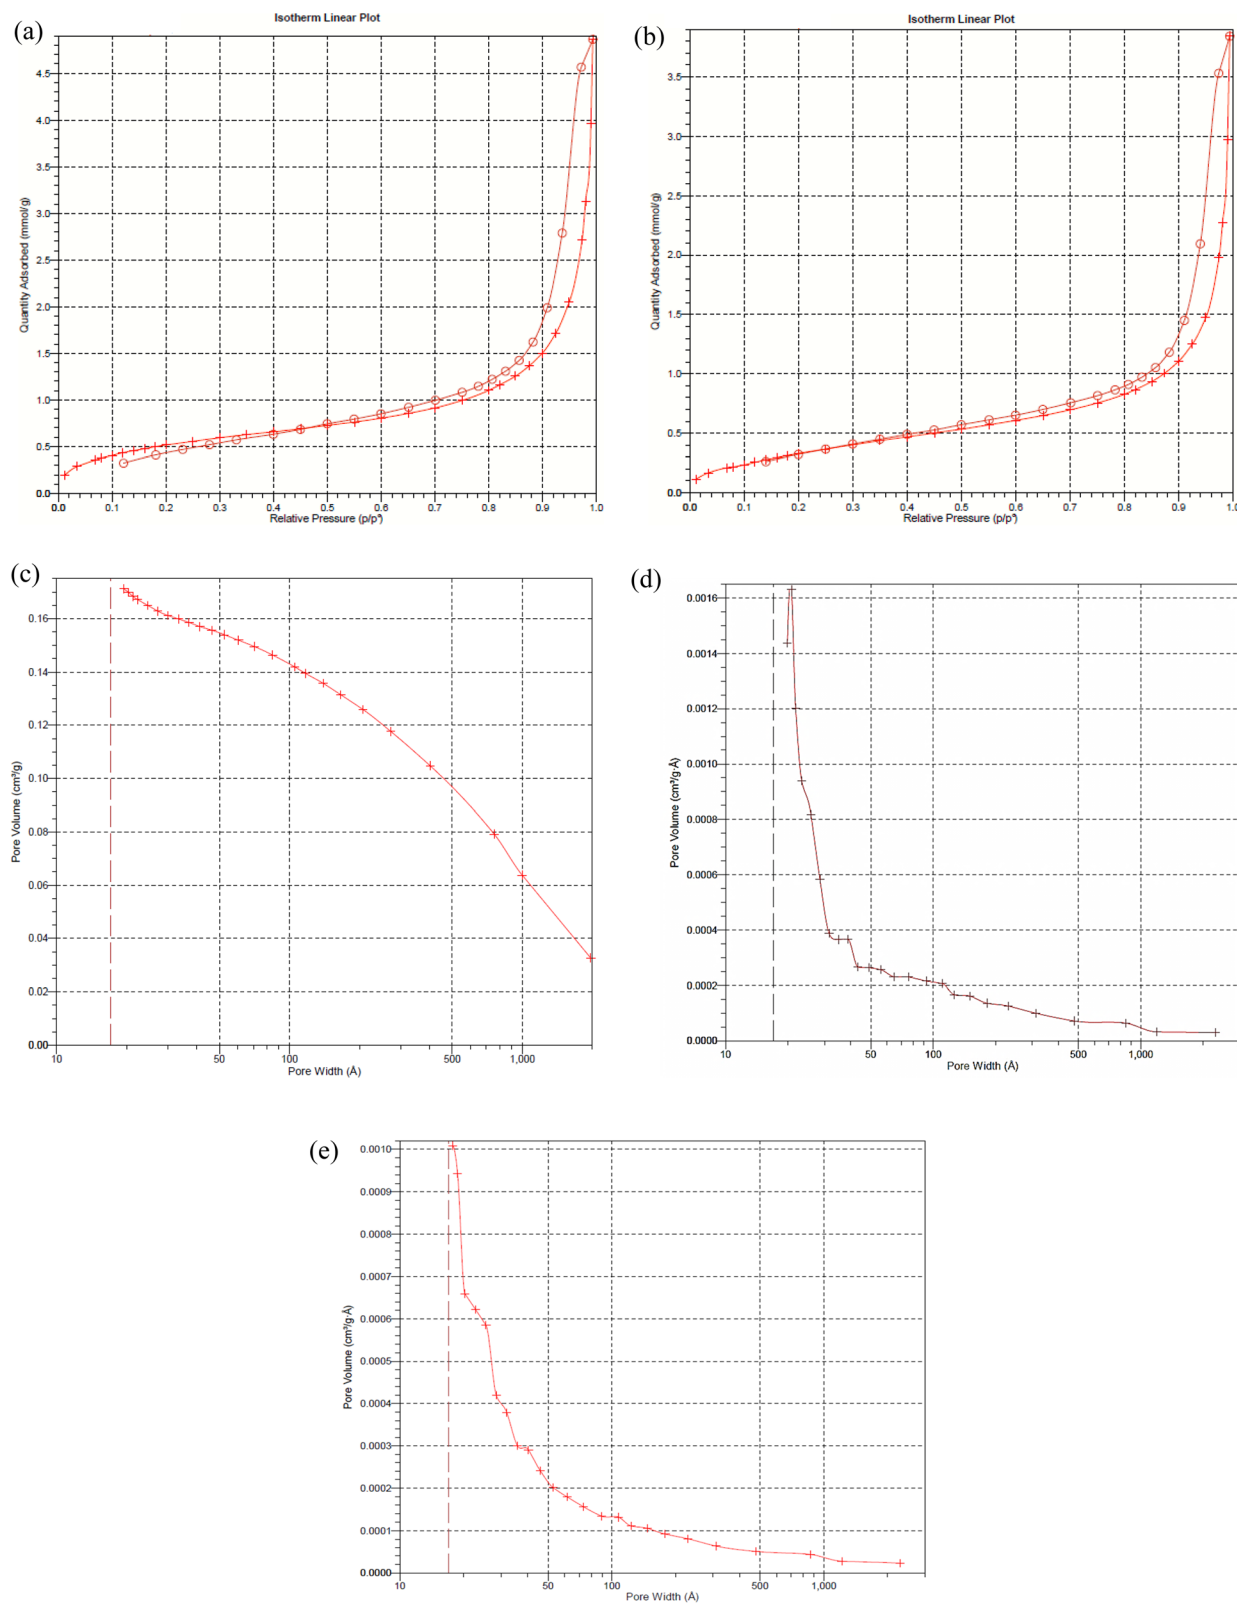 (a)
Isotherm Linear Plot
Quantity Adsorbed (mmol/g)
4.5
4.0
3.5
3.0
2.5
2.0
1.5
1.0
0.5
0.0
0.0 0.1 0.2 0.3 0.4 0.5 0.6 0.7 0.8 0.9 1.0
Relative Pressure (p/p°)
(b)
Isotherm Linear Plot
Quantity Adsorbed (mmol/g)
3.5
3.0
2.5
2.0
1.5
1.0
0.5
0.0
0.0 0.1 0.2 0.3 0.4 0.5 0.6 0.7 0.8 0.9 1.0
Relative Pressure (p/p°)
(c)
Pore Volume (cm³/g)
0.16
0.14
0.12
0.10
0.08
0.06
0.04
0.02
0.00
10 50 100 500 1,000
Pore Width (Å)
(d)
Pore Volume (cm³/g·Å)
0.0016
0.0014
0.0012
0.0010
0.0008
0.0006
0.0004
0.0002
0.0000
10 50 100 500 1,000
Pore Width (Å)
(e)
Pore Volume (cm³/g·Å)
0.0010
0.0009
0.0008
0.0007
0.0006
0.0005
0.0004
0.0003
0.0002
0.0001
0.0000
10 50 100 500 1,000
Pore Width (Å)